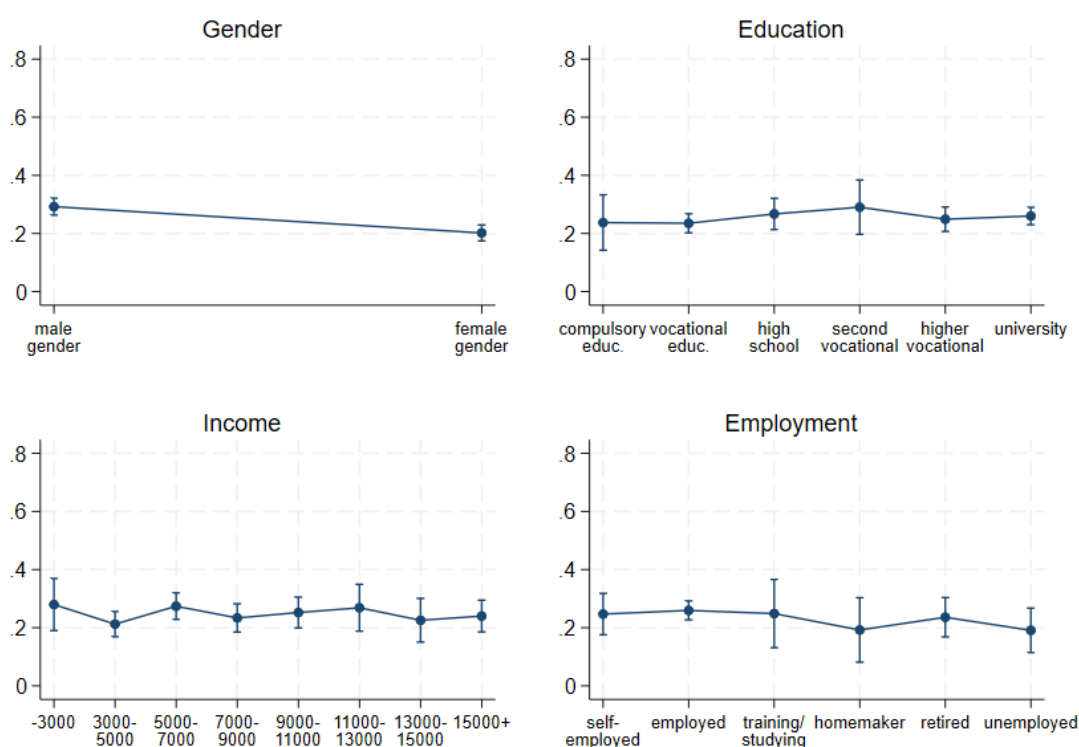 Gender
.8
.6
.4
.2
0
male
gender
female
gender
Education
.8
.6
.4
.2
0
compulsory
educ.
vocational
educ.
high
school
second
vocational
higher
vocational
university
Income
.8
.6
.4
.2
0
-3000
3000-
5000
5000-
7000
7000-
9000
9000-
11000
11000-
13000
13000-
15000
15000+
Employment
.8
.6
.4
.2
0
self-
employed
employed
training/
studying
homemaker
retired
unemployed